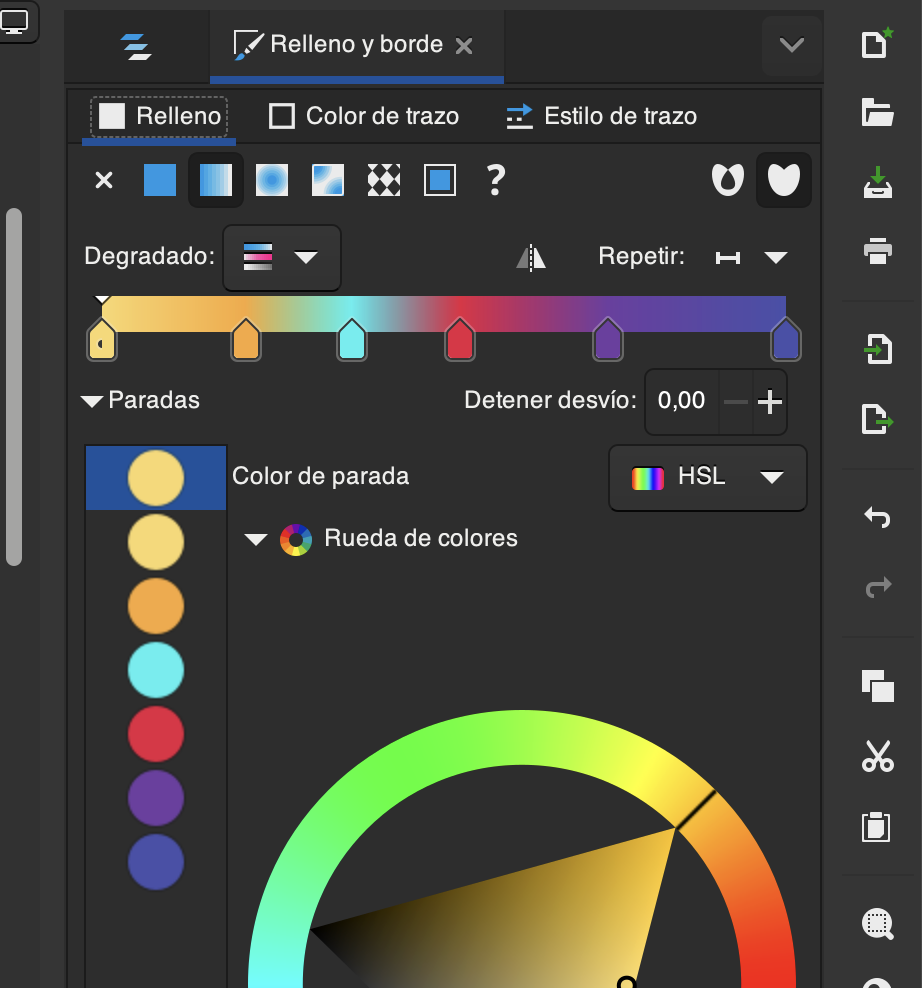 Relleno y borde
Relleno Color de trazo Estilo de trazo
?
Degradado: Repetir:
Paradas Detener desvío: 0,00
Color de parada HSL
Rueda de colores